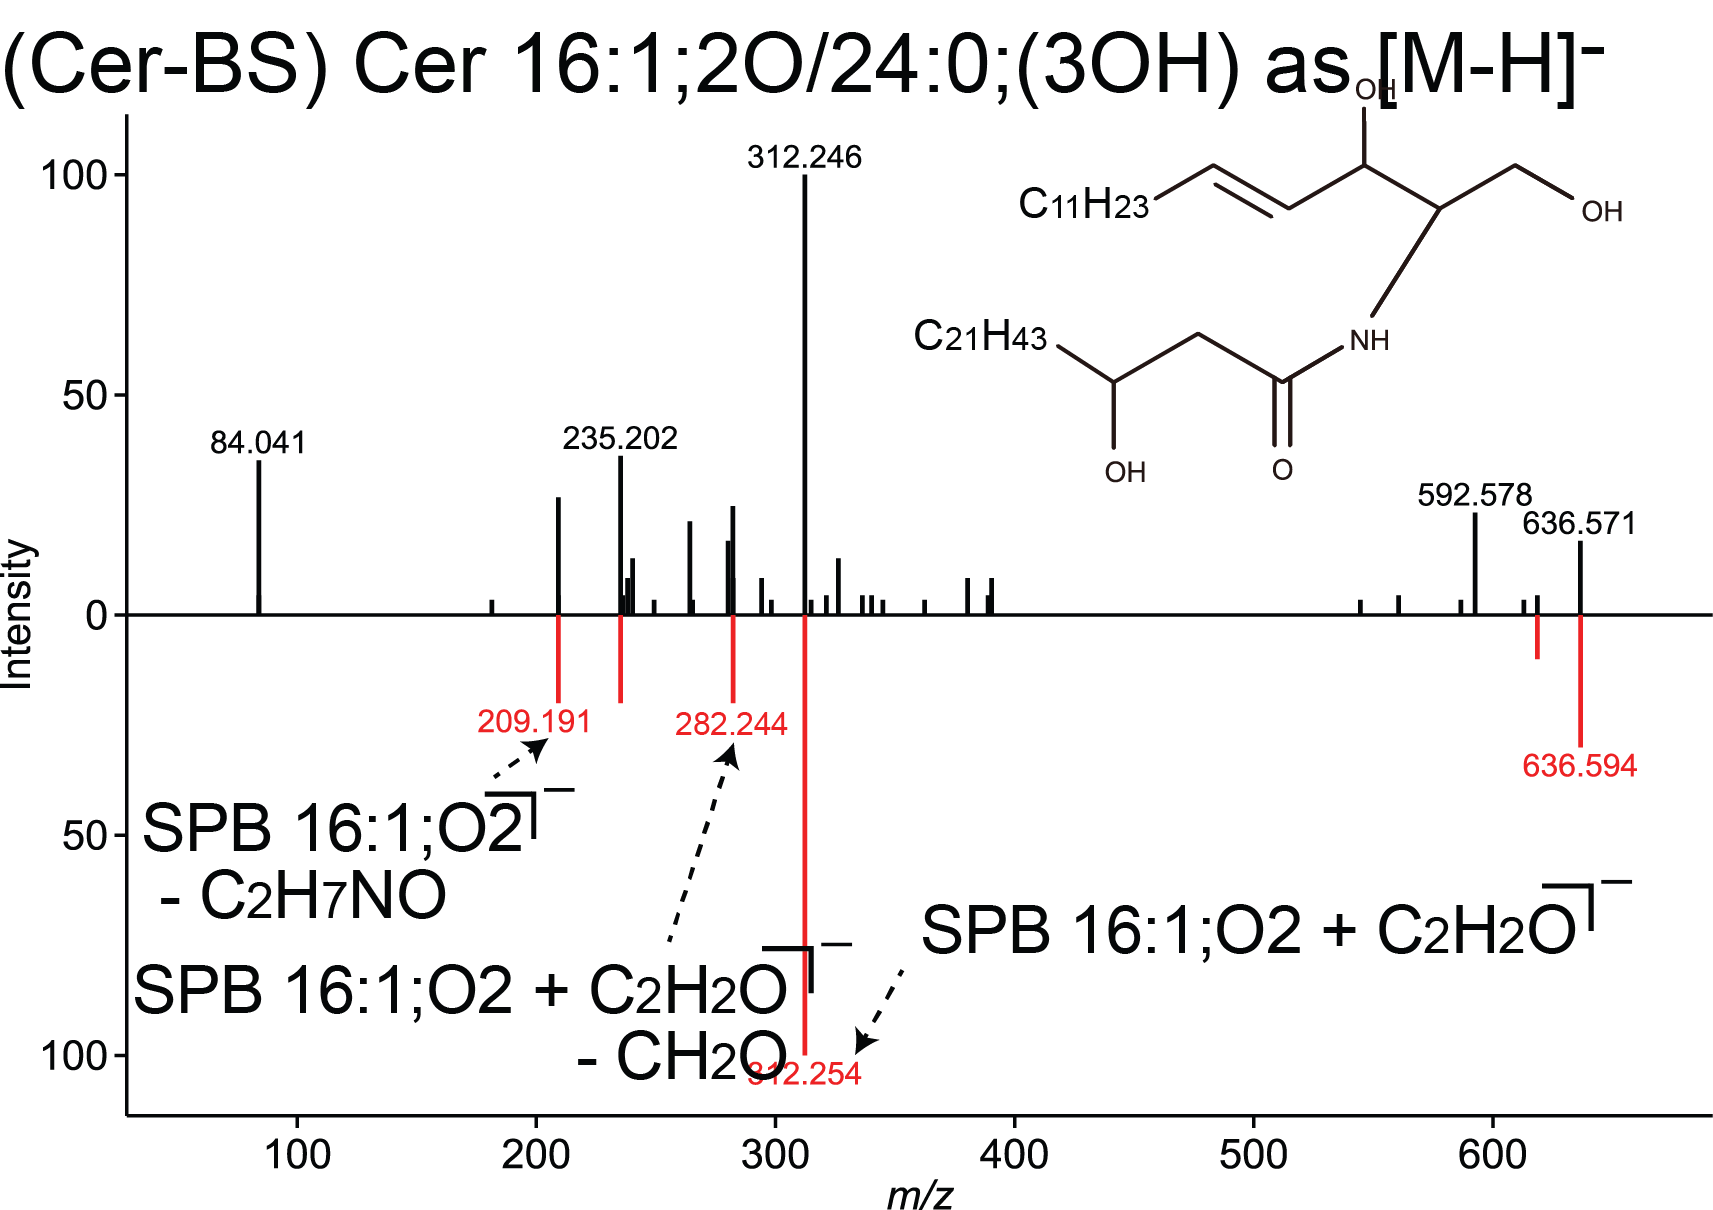 (Cer-BS) Cer 16:1;2O/24:0;(3OH) as [M-H]⁻
OH
C11H23
OH
C21H43
NH
OH
O
312.246
84.041
235.202
592.578
636.571
100
50
0
50
100
Intensity
209.191
282.244
636.594
312.254
SPB 16:1;O2 ⁻
- C2H7NO
SPB 16:1;O2 + C2H2O ⁻
- CH2O
SPB 16:1;O2 + C2H2O ⁻
100
200
300
400
500
600
m/z